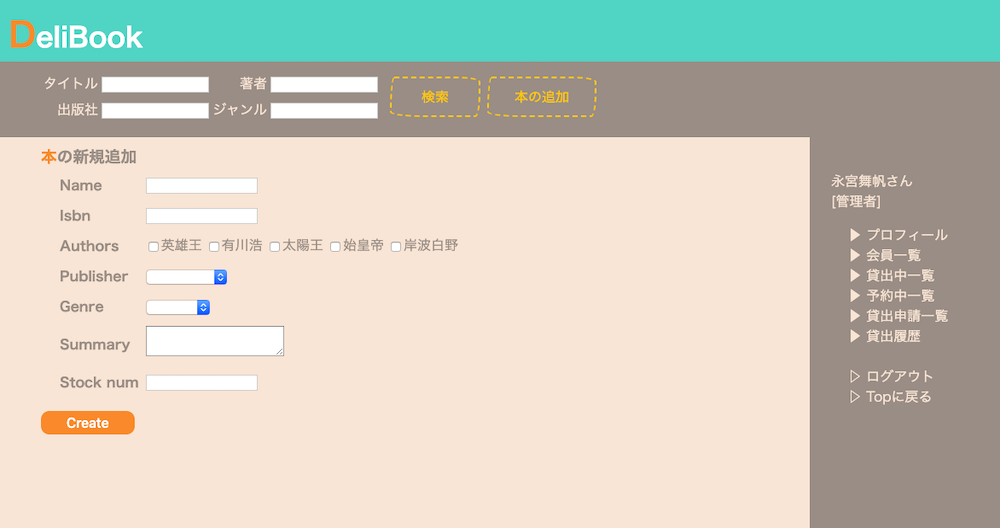 DeliBook
タイトル 著者 検索 本の追加
出版社 ジャンル
本の新規追加
Name
Isbn
Authors 英雄王 有川浩 太陽王 始皇帝 岸波白野
Publisher
Genre
Summary
Stock num
Create
永宮舞帆さん
[管理者]
▶ プロフィール
▶ 会員一覧
▶ 貸出中一覧
▶ 予約中一覧
▶ 貸出申請一覧
▶ 貸出履歴
▷ ログアウト
▷ Topに戻る